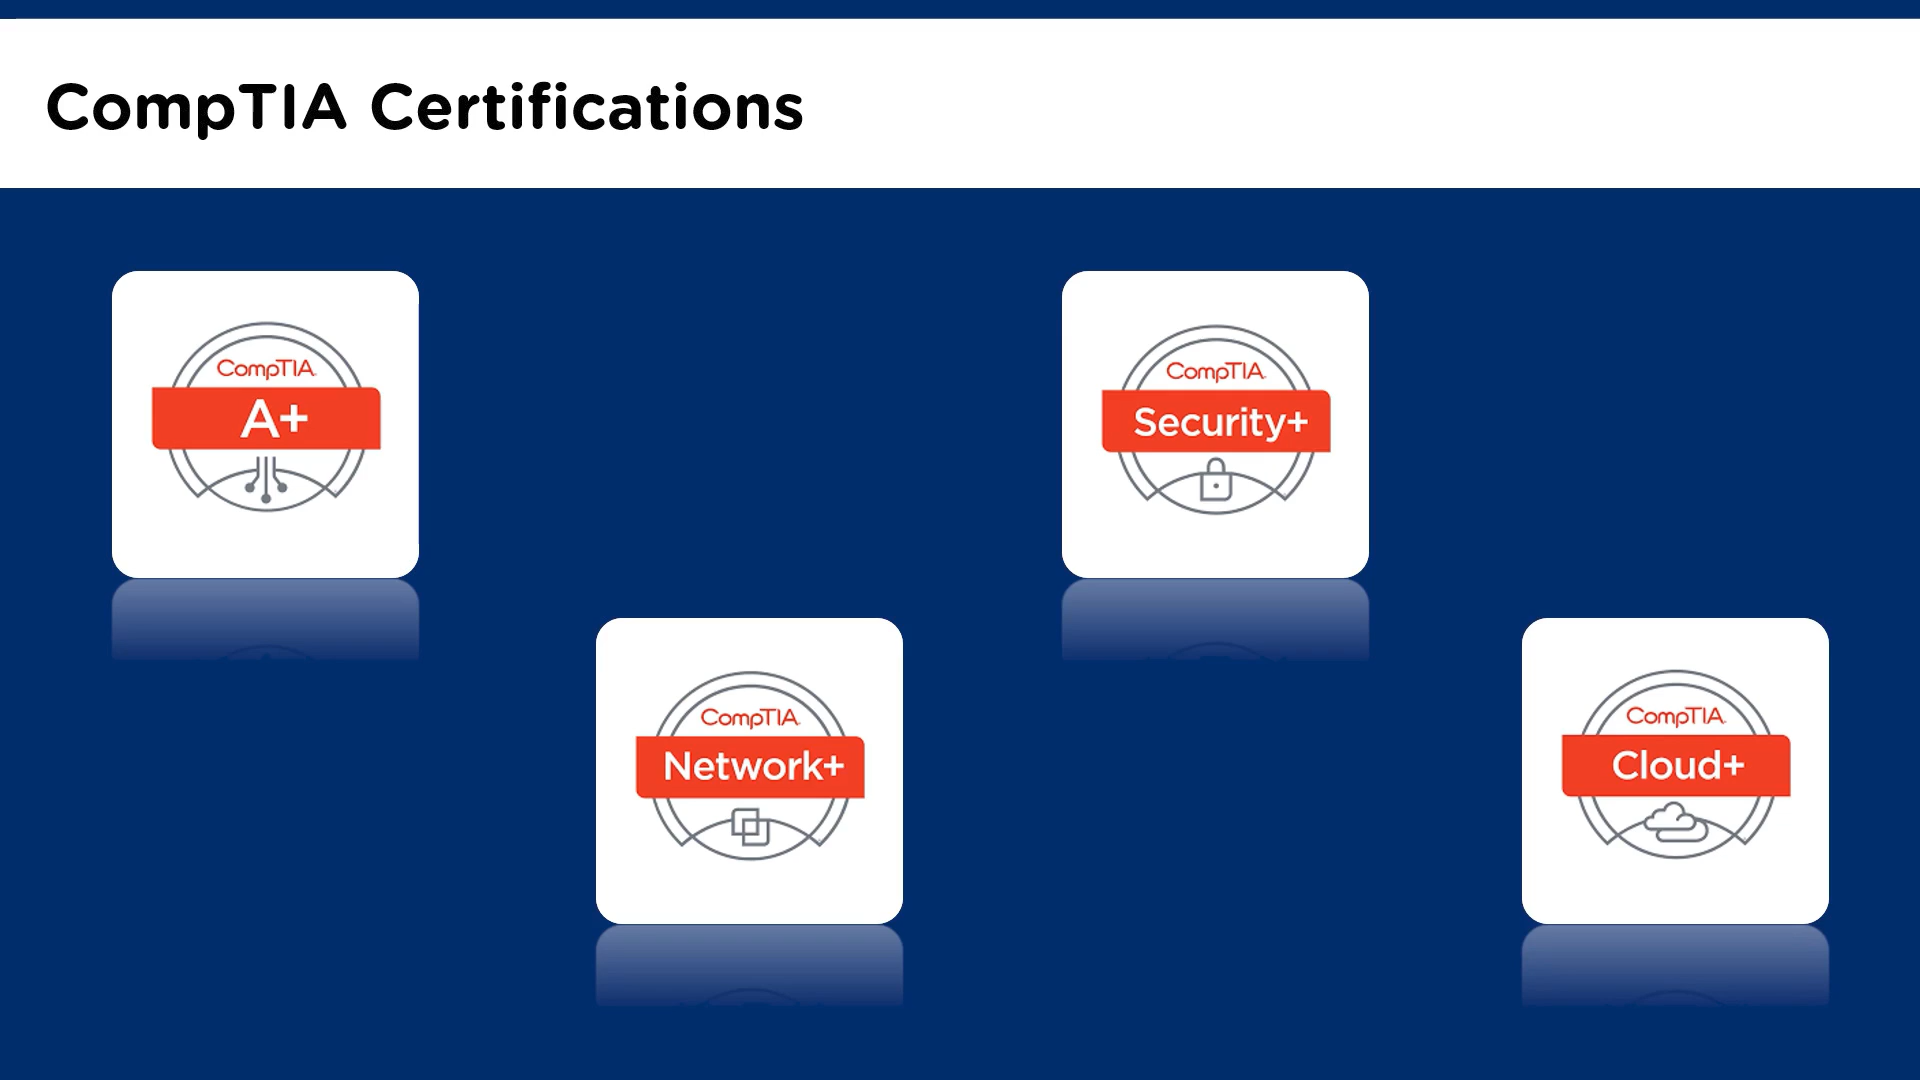 CompTIA Certifications
CompTIA
A+
CompTIA
Network+
CompTIA
Security+
CompTIA
Cloud+